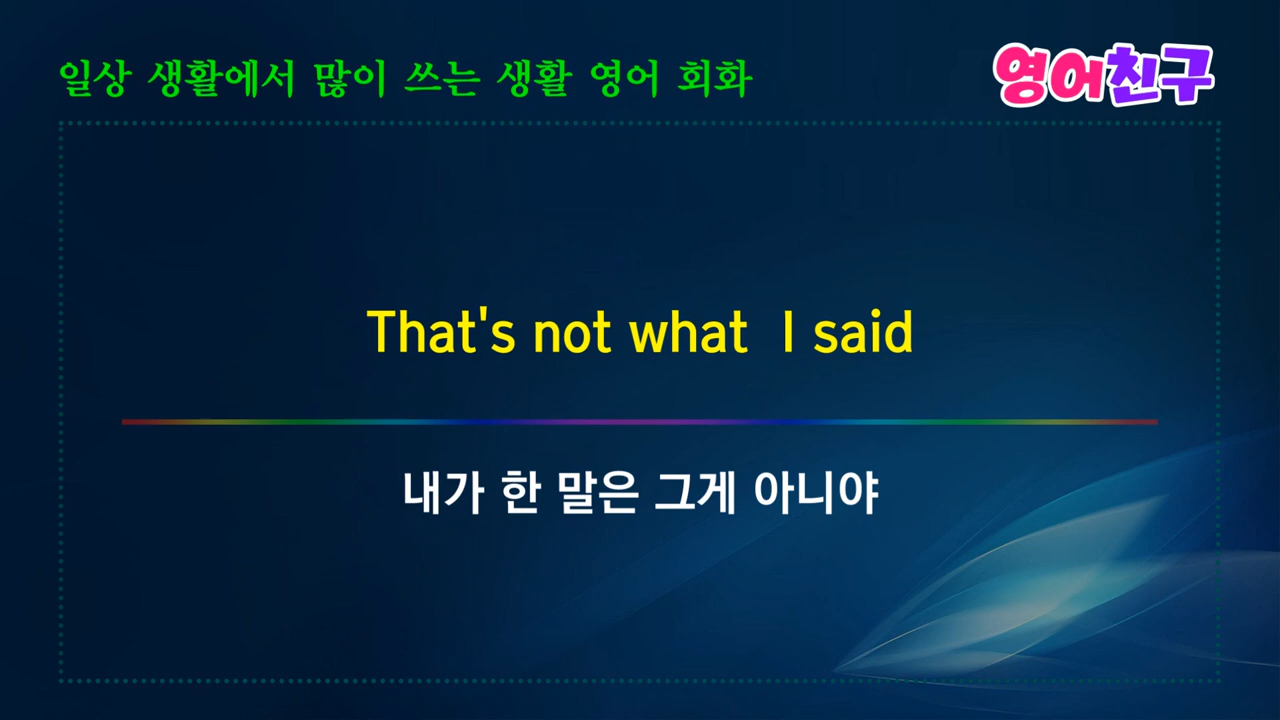 일상 생활에서 많이 쓰는 생활 영어 회화
영어친구
That's not what I said
내가 한 말은 그게 아니야